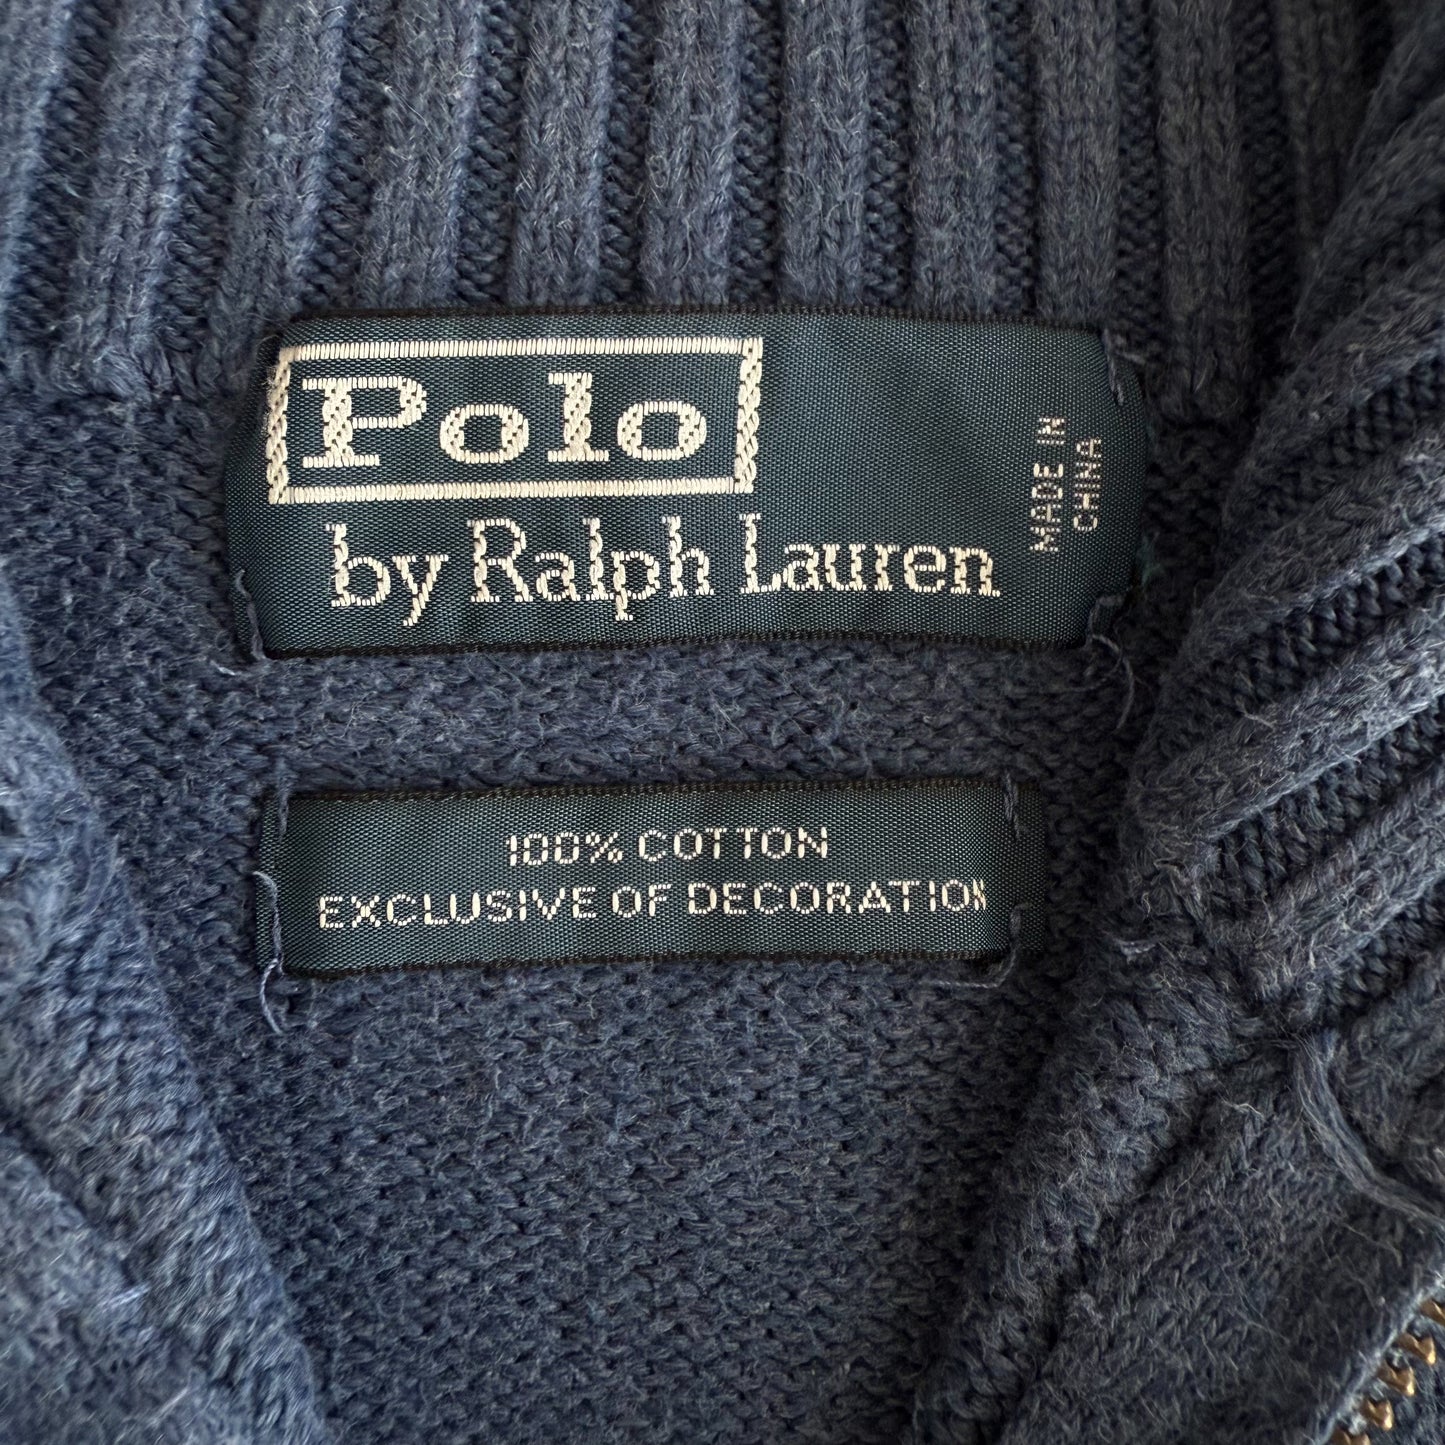 Polo
by Ralph Lauren
MADE IN
CHINA
100% COTTON
EXCLUSIVE OF DECORATION